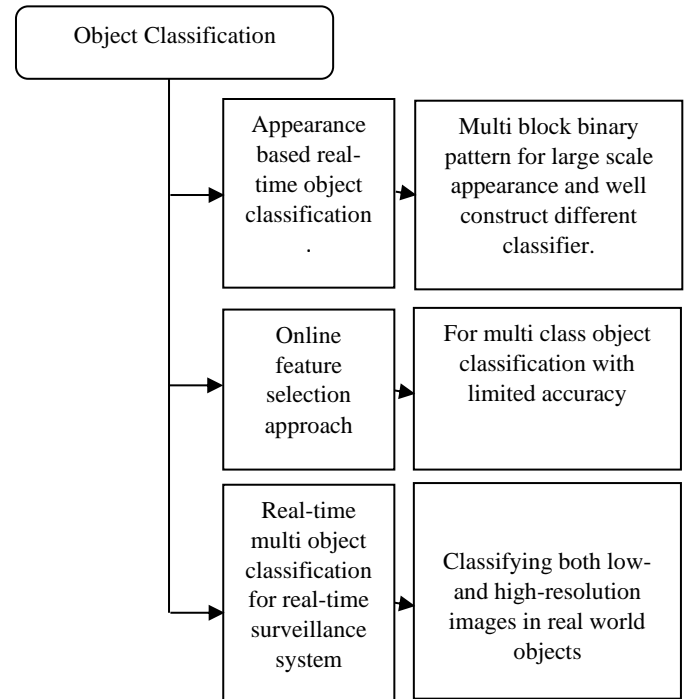 Object Classification
Appearance
based real-
time object
classification
.
Multi block binary
pattern for large scale
appearance and well
construct different
classifier.
Online
feature
selection
approach
For multi class object
classification with
limited accuracy
Real-time
multi object
classification
for real-time
surveillance
system
Classifying both low-
and high-resolution
images in real world
objects